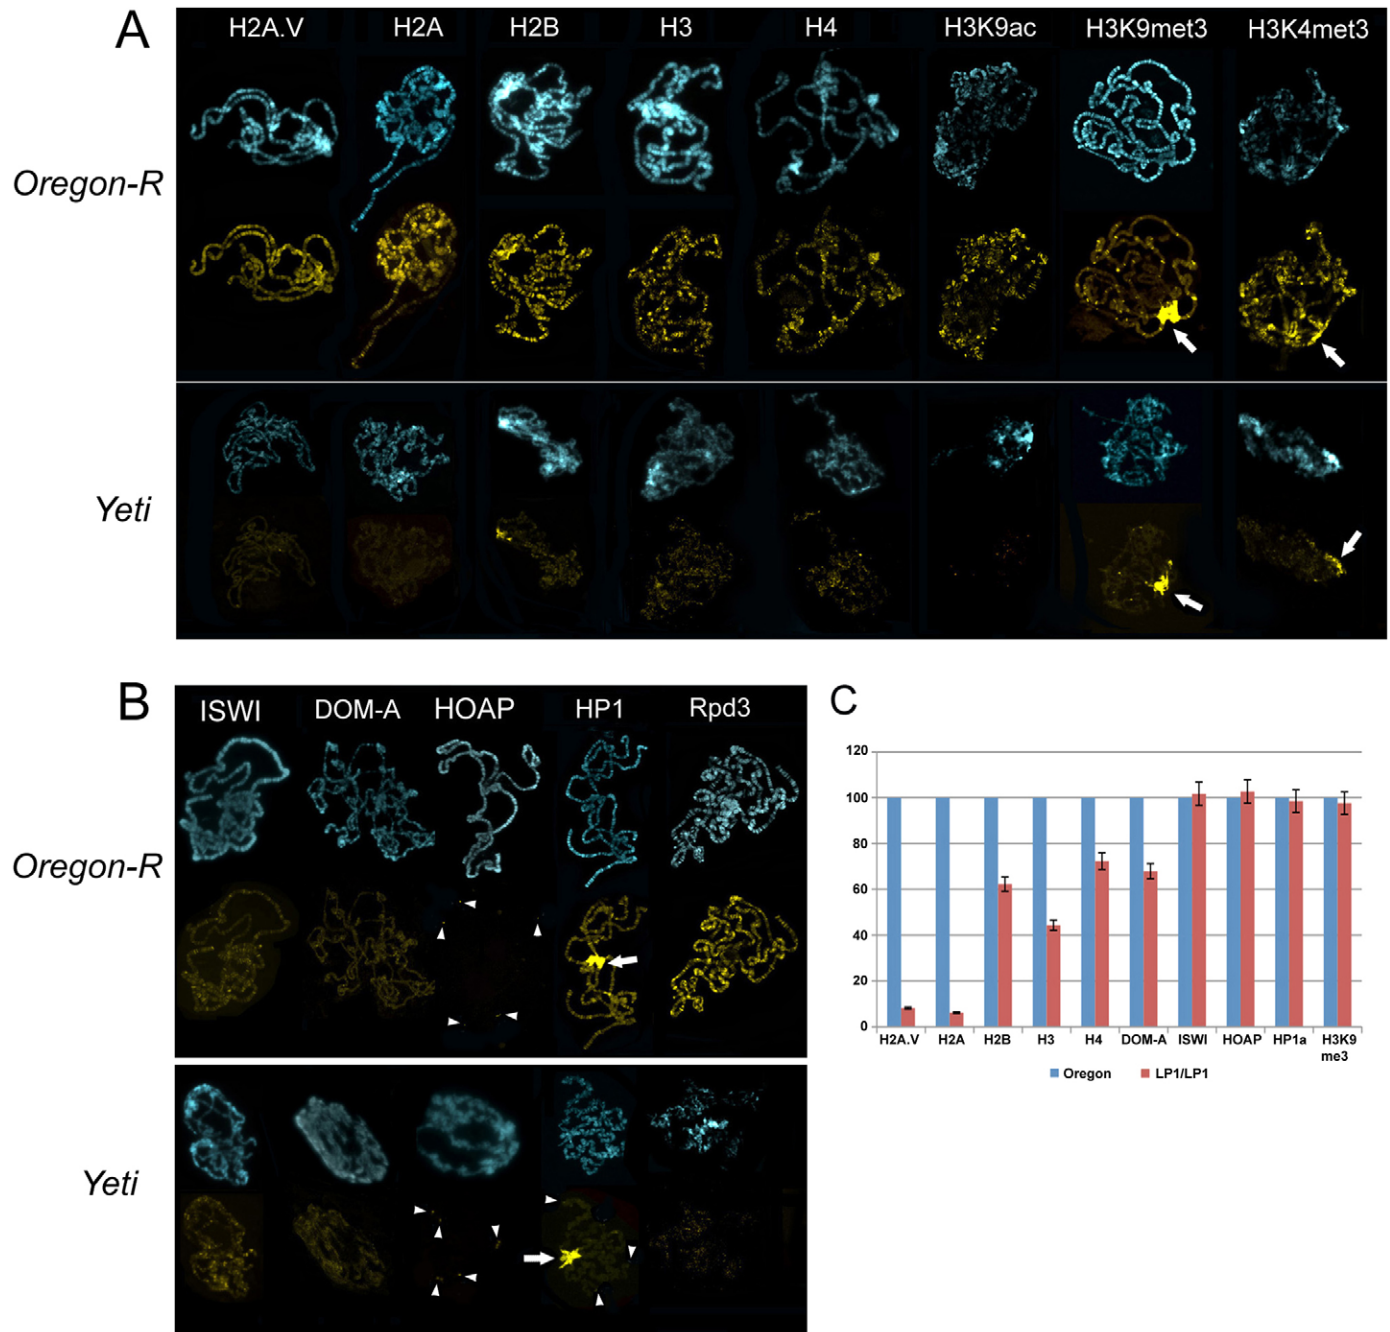 A
H2A.V H2A H2B H3 H4 H3K9ac H3K9met3 H3K4met3
Oregon-R
Yeti
B
ISWI DOM-A HOAP HP1 Rpd3
Oregon-R
Yeti
C
120
100
80
60
40
20
0
H2A.V H2A H2B H3 H4 DOM-A ISWI HOAP HP1a H3K9
me3
Oregon LP1/LP1